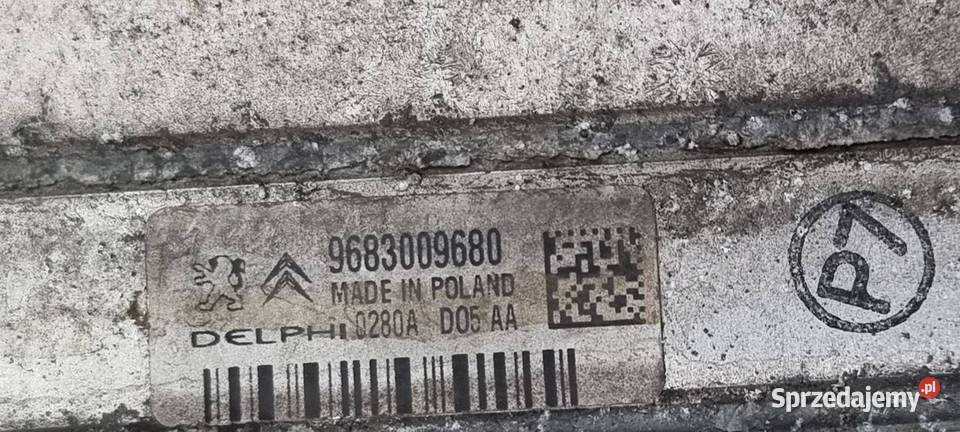 9683009680
MADE IN POLAND
DELPHI 0280A D05 AA
P7
Sprzedajemy.pl